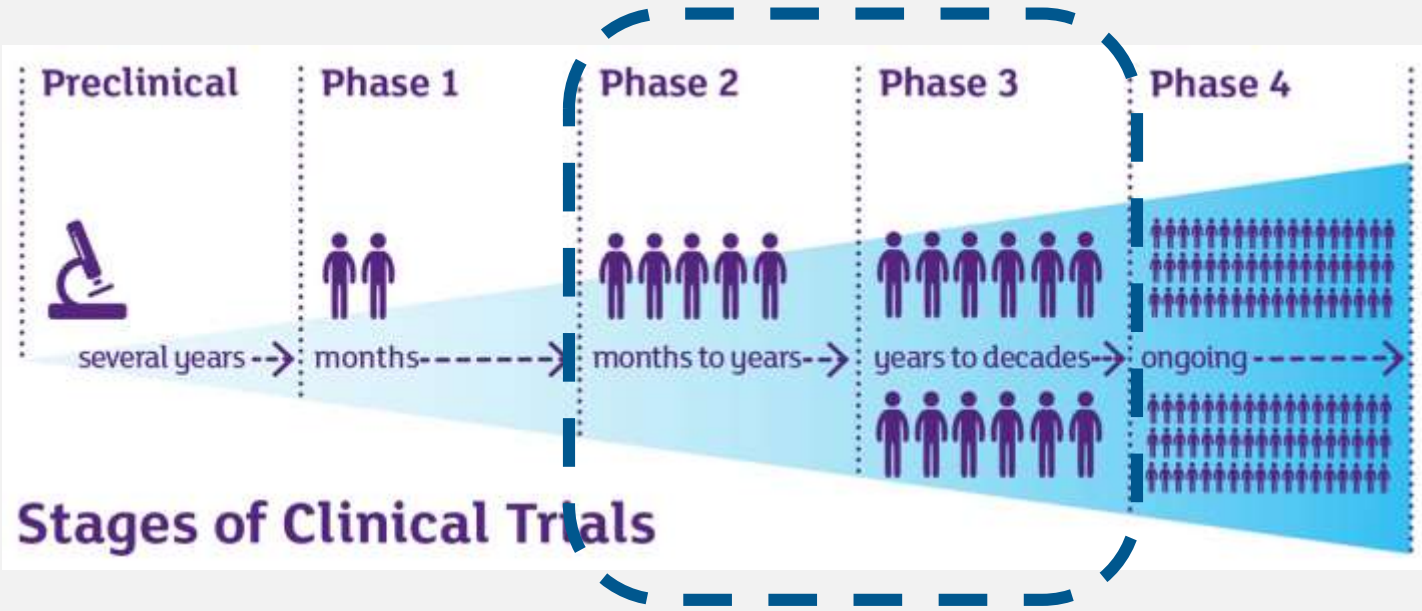 Preclinical
Phase 1
Phase 2
Phase 3
Phase 4
several years
months
months to years
years to decades
ongoing
Stages of Clinical Trials